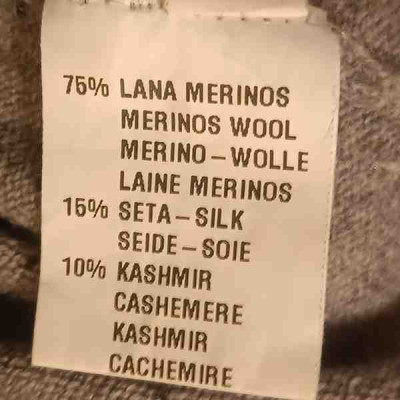 75% LANA MERINOS
MERINOS WOOL
MERINO – WOLLE
LAINE MERINOS
15% SETA – SILK
SEIDE – SOIE
10% KASHMIR
CASHEMERE
KASHMIR
CACHEMIRE